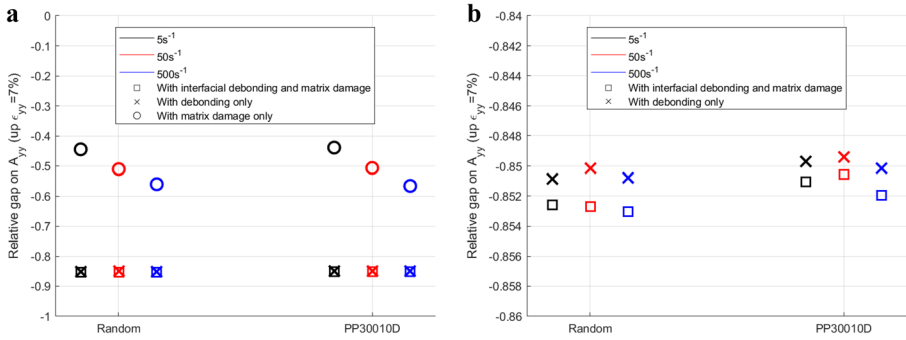 a
0
-0.1
-0.2
-0.3
-0.4
-0.5
-0.6
-0.7
-0.8
-0.9
-1
Relative gap on A_yy (up ε_yy=7%)
5s^-1
50s^-1
500s^-1
With interfacial debonding and matrix damage
With debonding only
With matrix damage only
Random
PP30010D
b
-0.84
-0.842
-0.844
-0.846
-0.848
-0.85
-0.852
-0.854
-0.856
-0.858
-0.86
Relative gap on A_yy (up ε_yy=7%)
5s^-1
50s^-1
500s^-1
With interfacial debonding and matrix damage
With debonding only
Random
PP30010D